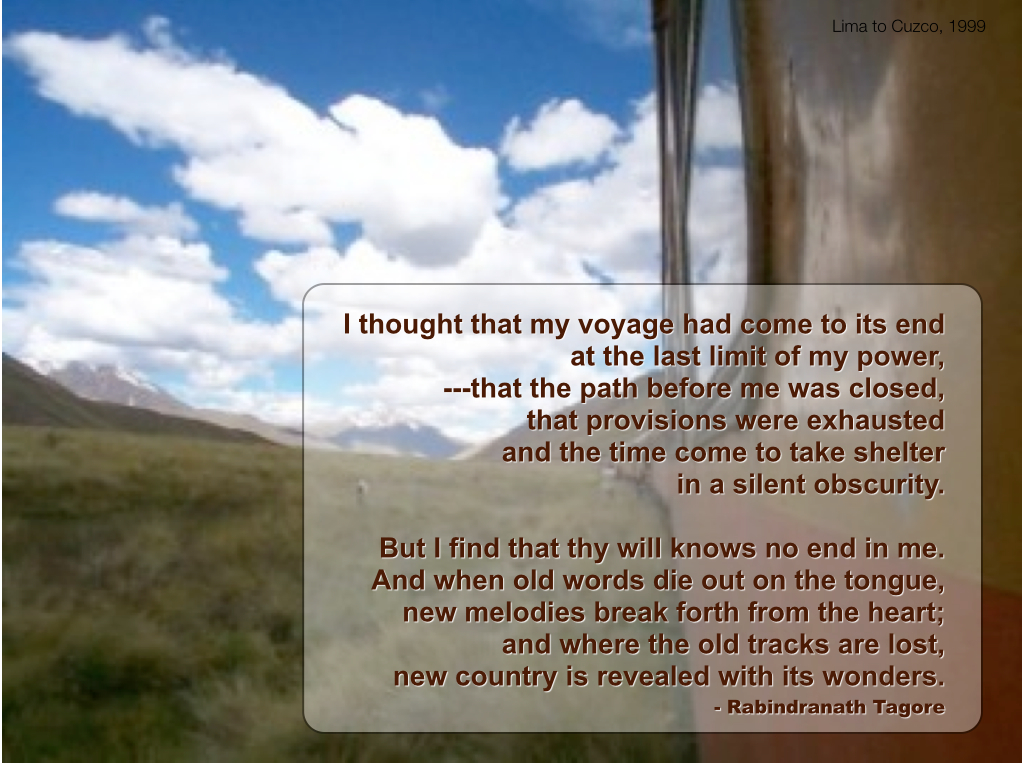 Lima to Cuzco, 1999
I thought that my voyage had come to its end
at the last limit of my power,
---that the path before me was closed,
that provisions were exhausted
and the time come to take shelter
in a silent obscurity.
But I find that thy will knows no end in me.
And when old words die out on the tongue,
new melodies break forth from the heart;
and where the old tracks are lost,
new country is revealed with its wonders.
- Rabindranath Tagore